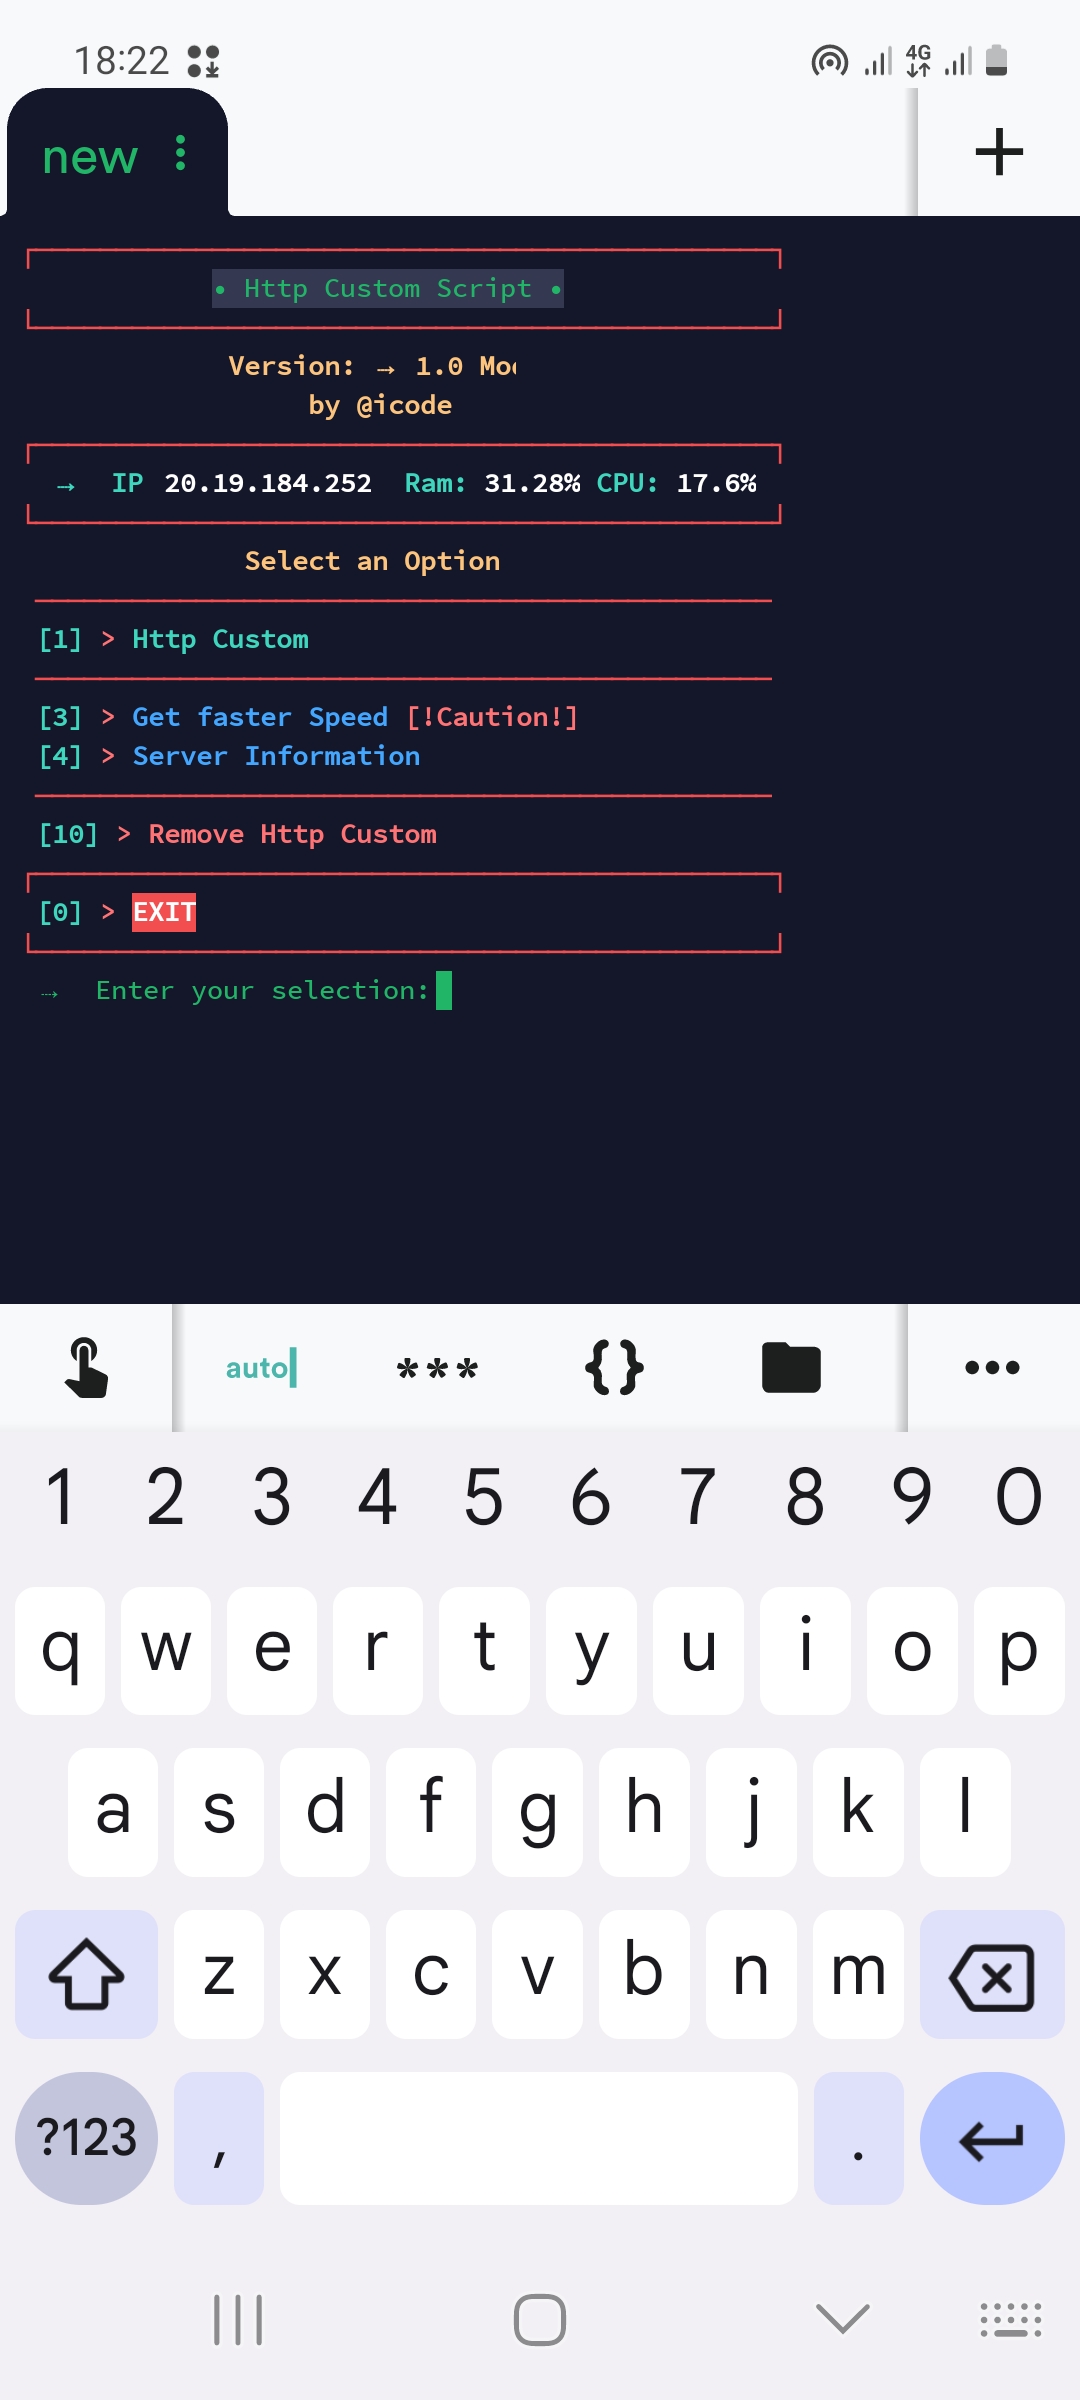 18:22
4G
new
• Http Custom Script •
Version: → 1.0
by @icode
→ IP 20.19.184.252 Ram: 31.28% CPU: 17.6%
Select an Option
[1] > Http Custom
[3] > Get faster Speed [!Caution!]
[4] > Server Information
[10] > Remove Http Custom
[0] > EXIT
→ Enter your selection:
auto
***
{}
1 2 3 4 5 6 7 8 9 0
q w e r t y u i o p
a s d f g h j k l
z x c v b n m
?123 , .